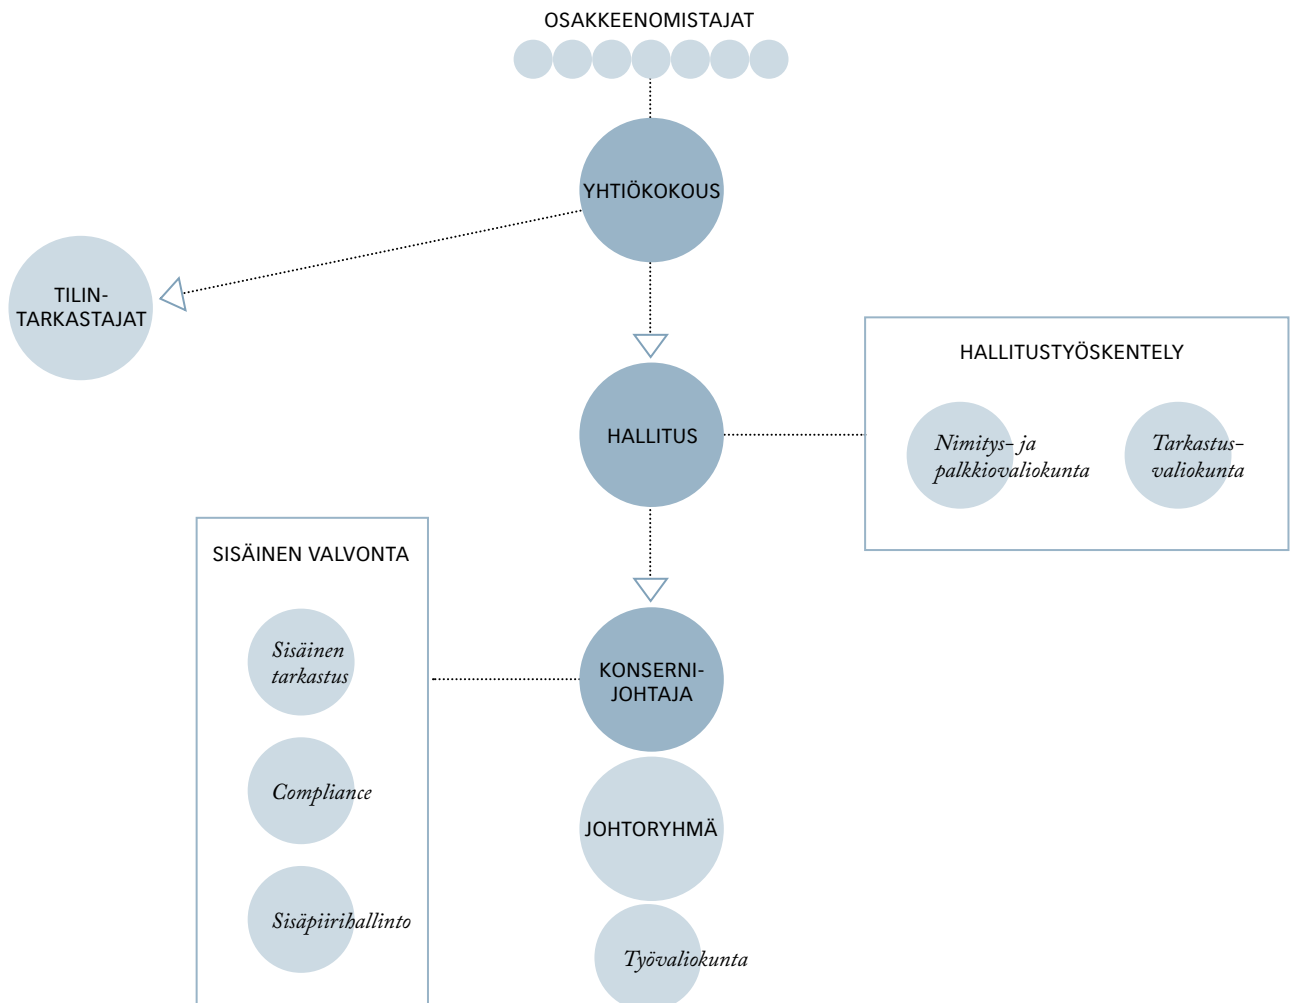 OSAKKEENOMISTAJAT
YHTIÖKOKOUS
TILIN-
TARKASTAJAT
HALLITUS
HALLITUSTYÖSKENTELY
Nimitys- ja
palkkiovaliokunta
Tarkastus-
valiokunta
SISÄINEN VALVONTA
Sisäinen
tarkastus
Compliance
Sisäpiirihallinto
KONSERNI-
JOHTAJA
JOHTORYHMÄ
Työvaliokunta